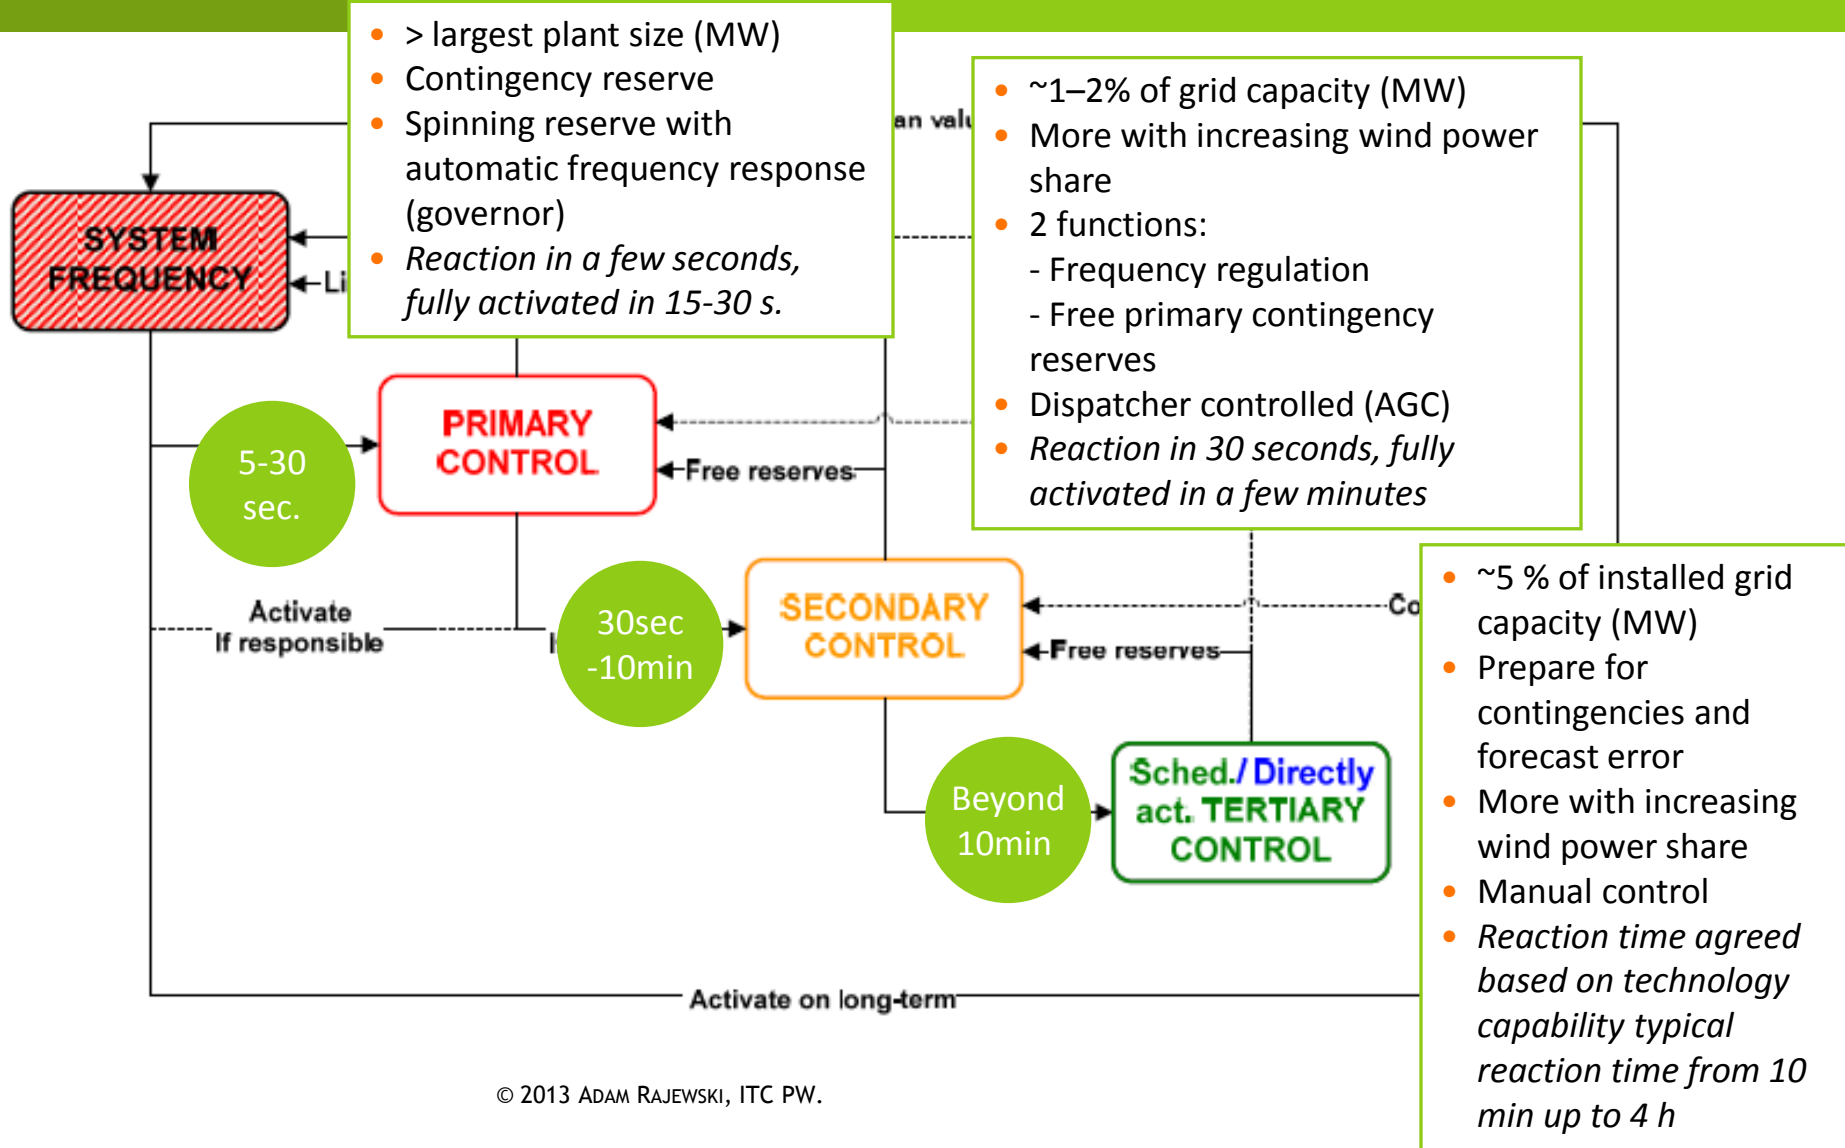 • > largest plant size (MW)
• Contingency reserve
• Spinning reserve with
automatic frequency response
(governor)
• Reaction in a few seconds,
fully activated in 15-30 s.
• ~1–2% of grid capacity (MW)
• More with increasing wind power
share
• 2 functions:
- Frequency regulation
- Free primary contingency
reserves
• Dispatcher controlled (AGC)
• Reaction in 30 seconds, fully
activated in a few minutes
SYSTEM
FREQUENCY
5-30
sec.
PRIMARY
CONTROL
Free reserves
Activate
If responsible
30sec
-10min
SECONDARY
CONTROL
Free reserves
Beyond
10min
Sched./ Directly
act. TERTIARY
CONTROL
• ~5 % of installed grid
capacity (MW)
• Prepare for
contingencies and
forecast error
• More with increasing
wind power share
• Manual control
• Reaction time agreed
based on technology
capability typical
reaction time from 10
min up to 4 h
Activate on long-term
© 2013 ADAM RAJEWSKI, ITC PW.